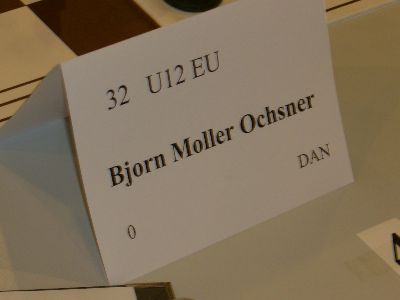 32 U12 EU
Bjorn Moller Ochsner
DAN
0